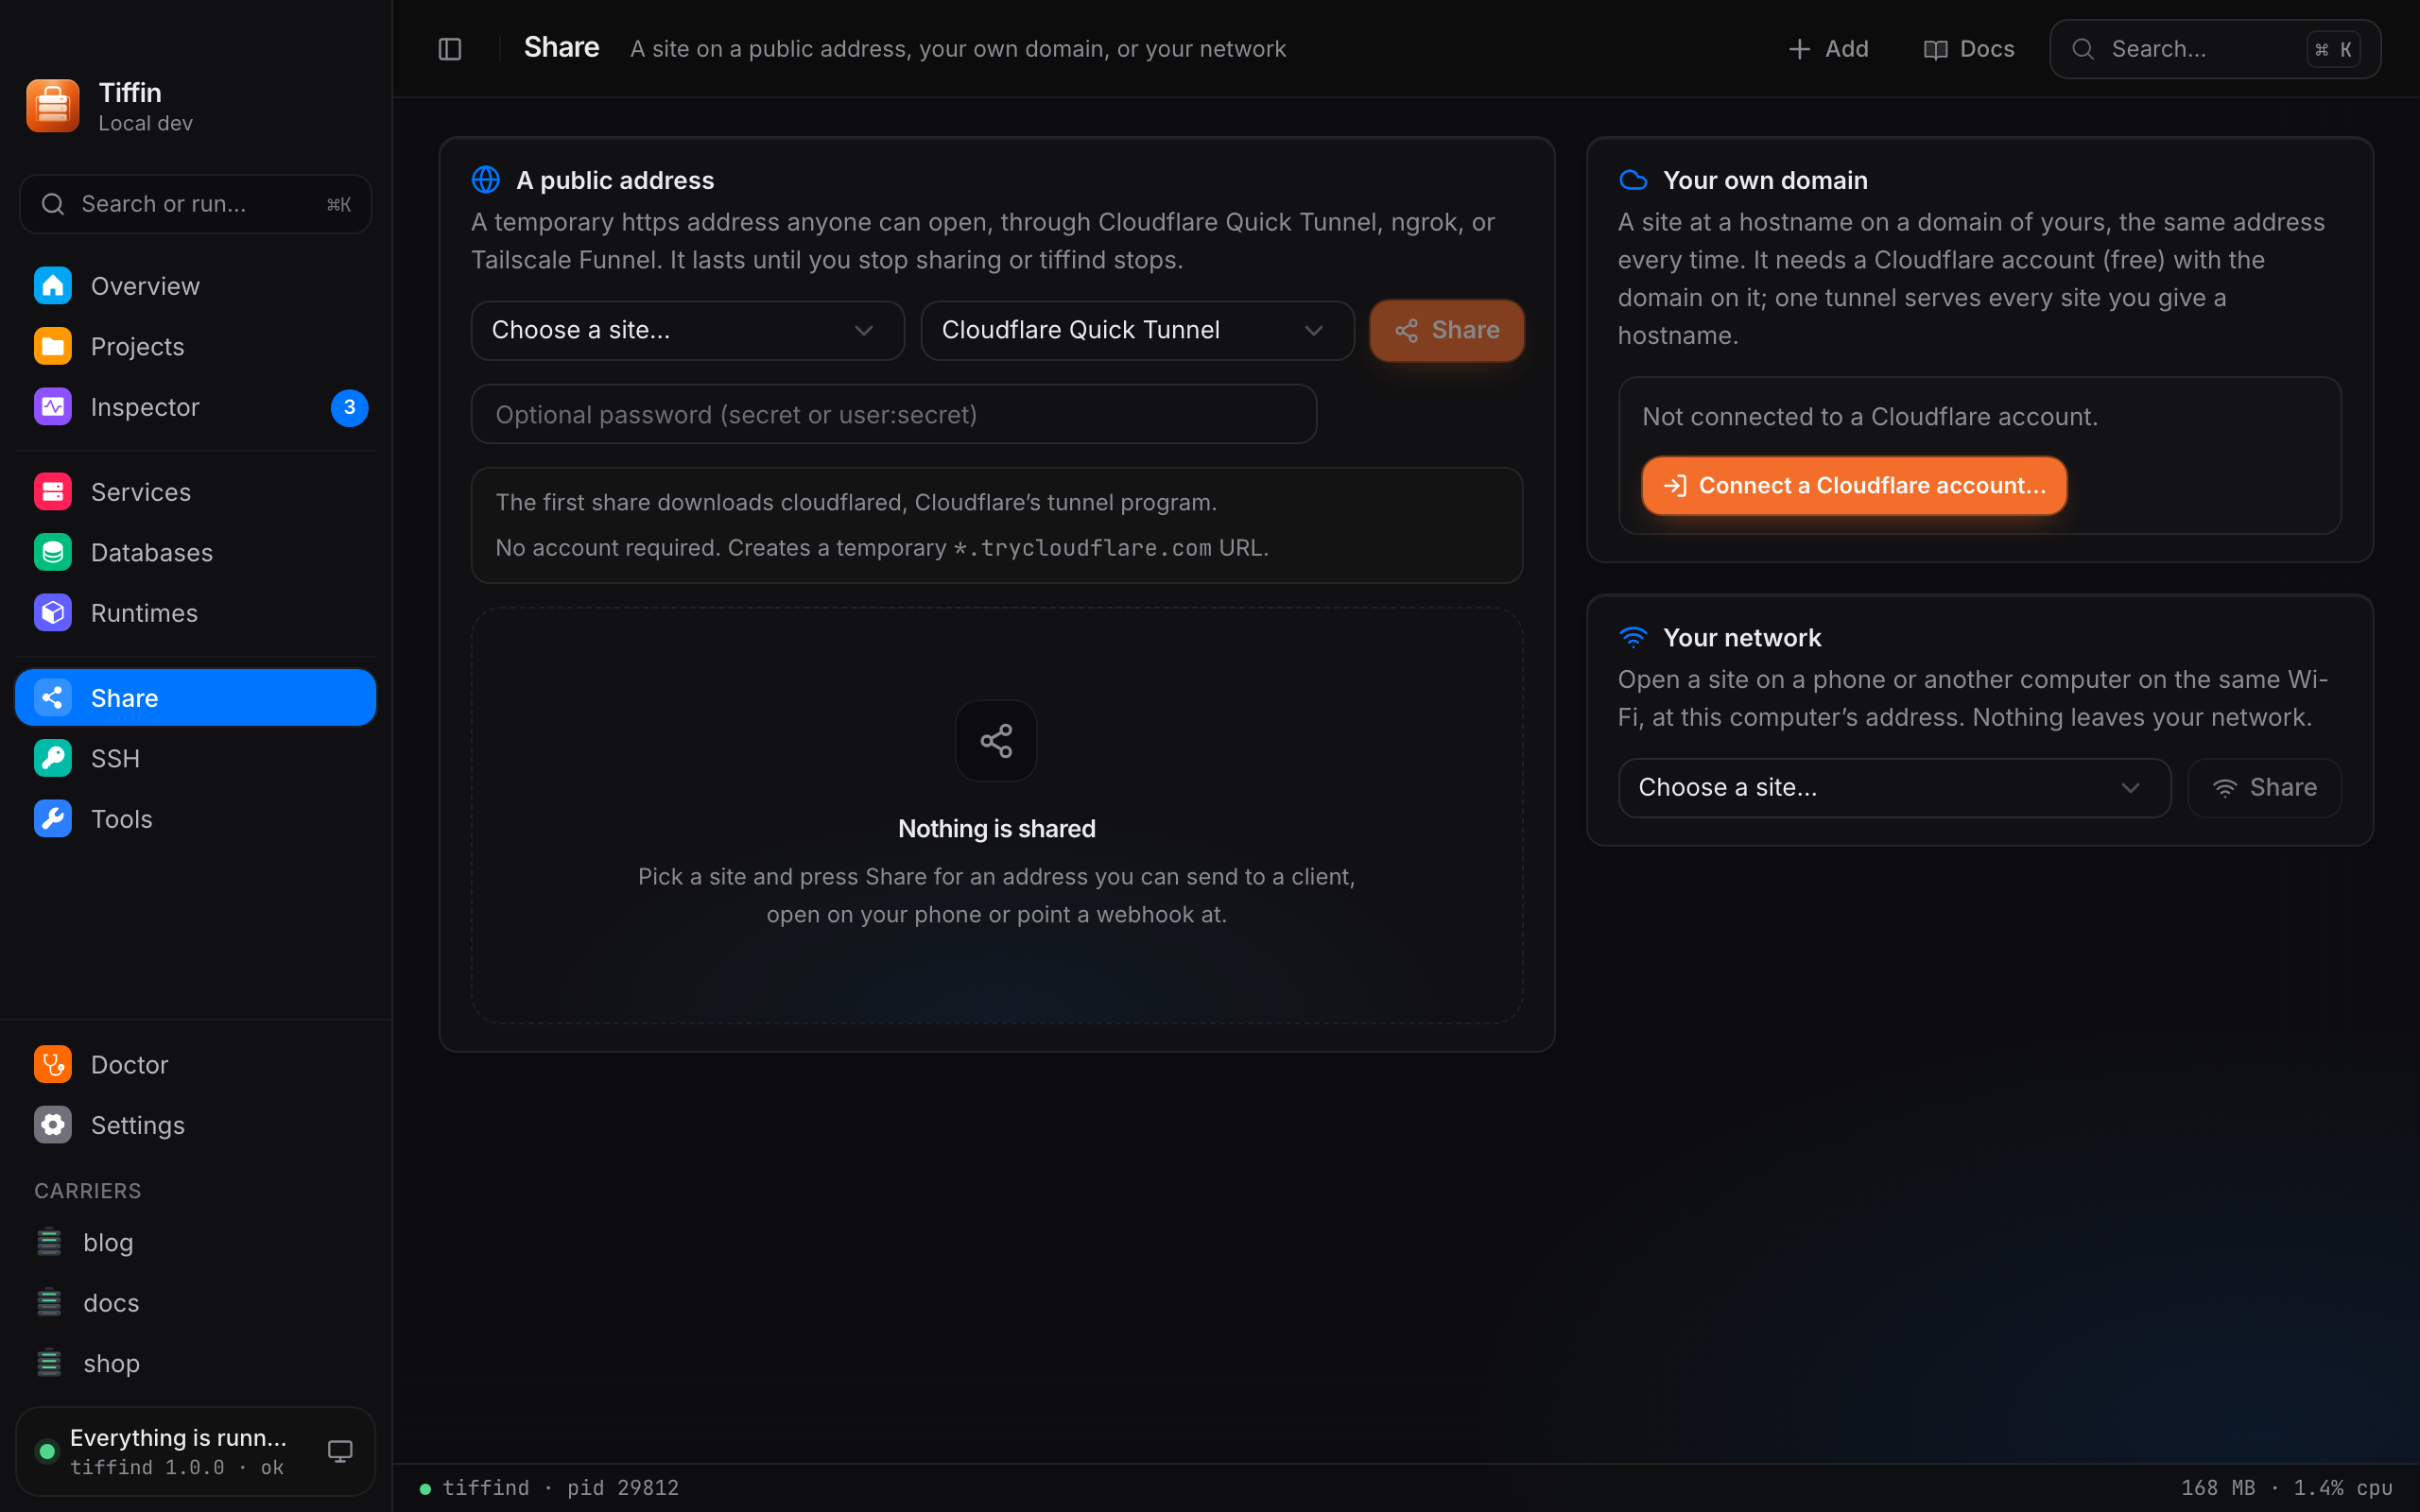 Tiffin
Local dev
Search or run...
⌘K
Overview
Projects
Inspector
3
Services
Databases
Runtimes
Share
SSH
Tools
Doctor
Settings
CARRIERS
blog
docs
shop
Everything is runn...
tiffind 1.0.0 · ok
Share
A site on a public address, your own domain, or your network
Add
Docs
Search...
⌘ K
A public address
A temporary https address anyone can open, through Cloudflare Quick Tunnel, ngrok, or
Tailscale Funnel. It lasts until you stop sharing or tiffind stops.
Choose a site...
Cloudflare Quick Tunnel
Share
Optional password (secret or user:secret)
The first share downloads cloudflared, Cloudflare’s tunnel program.
No account required. Creates a temporary *.trycloudflare.com URL.
Nothing is shared
Pick a site and press Share for an address you can send to a client,
open on your phone or point a webhook at.
Your own domain
A site at a hostname on a domain of yours, the same address
every time. It needs a Cloudflare account (free) with the
domain on it; one tunnel serves every site you give a
hostname.
Not connected to a Cloudflare account.
Connect a Cloudflare account...
Your network
Open a site on a phone or another computer on the same Wi-
Fi, at this computer’s address. Nothing leaves your network.
Choose a site...
Share
tiffind · pid 29812
168 MB · 1.4% cpu